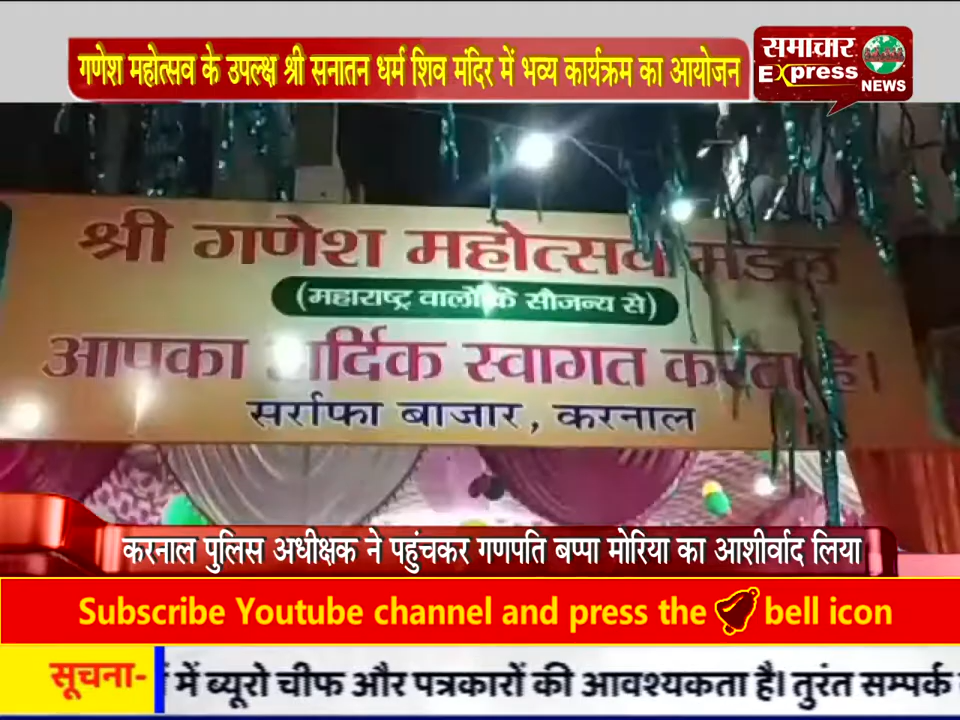 गणेश महोत्सव के उपलक्ष श्री सनातन धर्म शिव मंदिर में भव्य कार्यक्रम का आयोजन
समाचार
Express
NEWS
श्री गणेश महोत्सव मंडल
(महाराष्ट्र वालों के सौजन्य से)
आपका हार्दिक स्वागत करता है।
सर्राफा बाजार, करनाल
करनाल पुलिस अधीक्षक ने पहुंचकर गणपति बप्पा मोरिया का आशीर्वाद लिया
Subscribe Youtube channel and press the bell icon
सूचना- में ब्यूरो चीफ और पत्रकारों की आवश्यकता है। तुरंत सम्पर्क